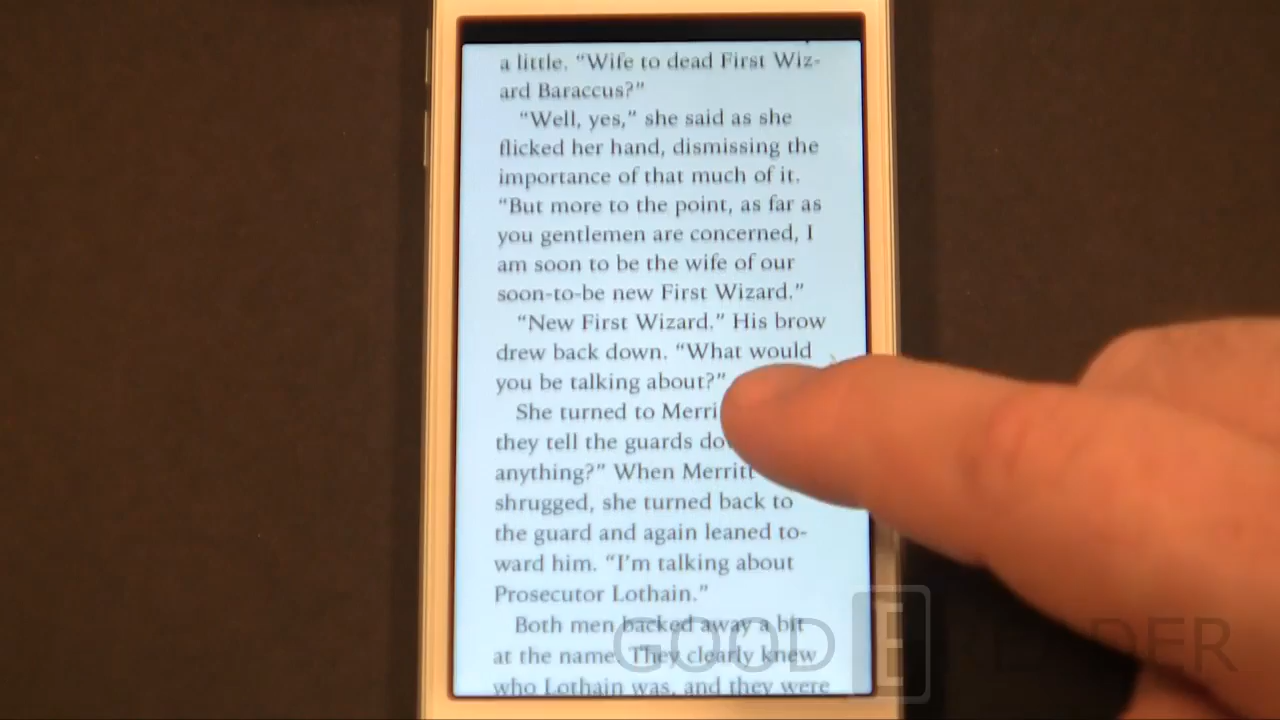 a little. “Wife to dead First Wiz-
ard Baraccus?”
“Well, yes,” she said as she
flicked her hand, dismissing the
importance of that much of it.
“But more to the point, as far as
you gentlemen are concerned, I
am soon to be the wife of our
soon-to-be new First Wizard.”
“New First Wizard.” His brow
drew back down. “What would
you be talking about?”
She turned to
they tell the guards
anything?” When Merritt
shrugged, she turned back to
the guard and again leaned to-
ward him. “I’m talking about
Prosecutor Lothain.”
Both men backed away a bit
at the name. They clearly knew
who Lothain was, and they were
GOOD E READER